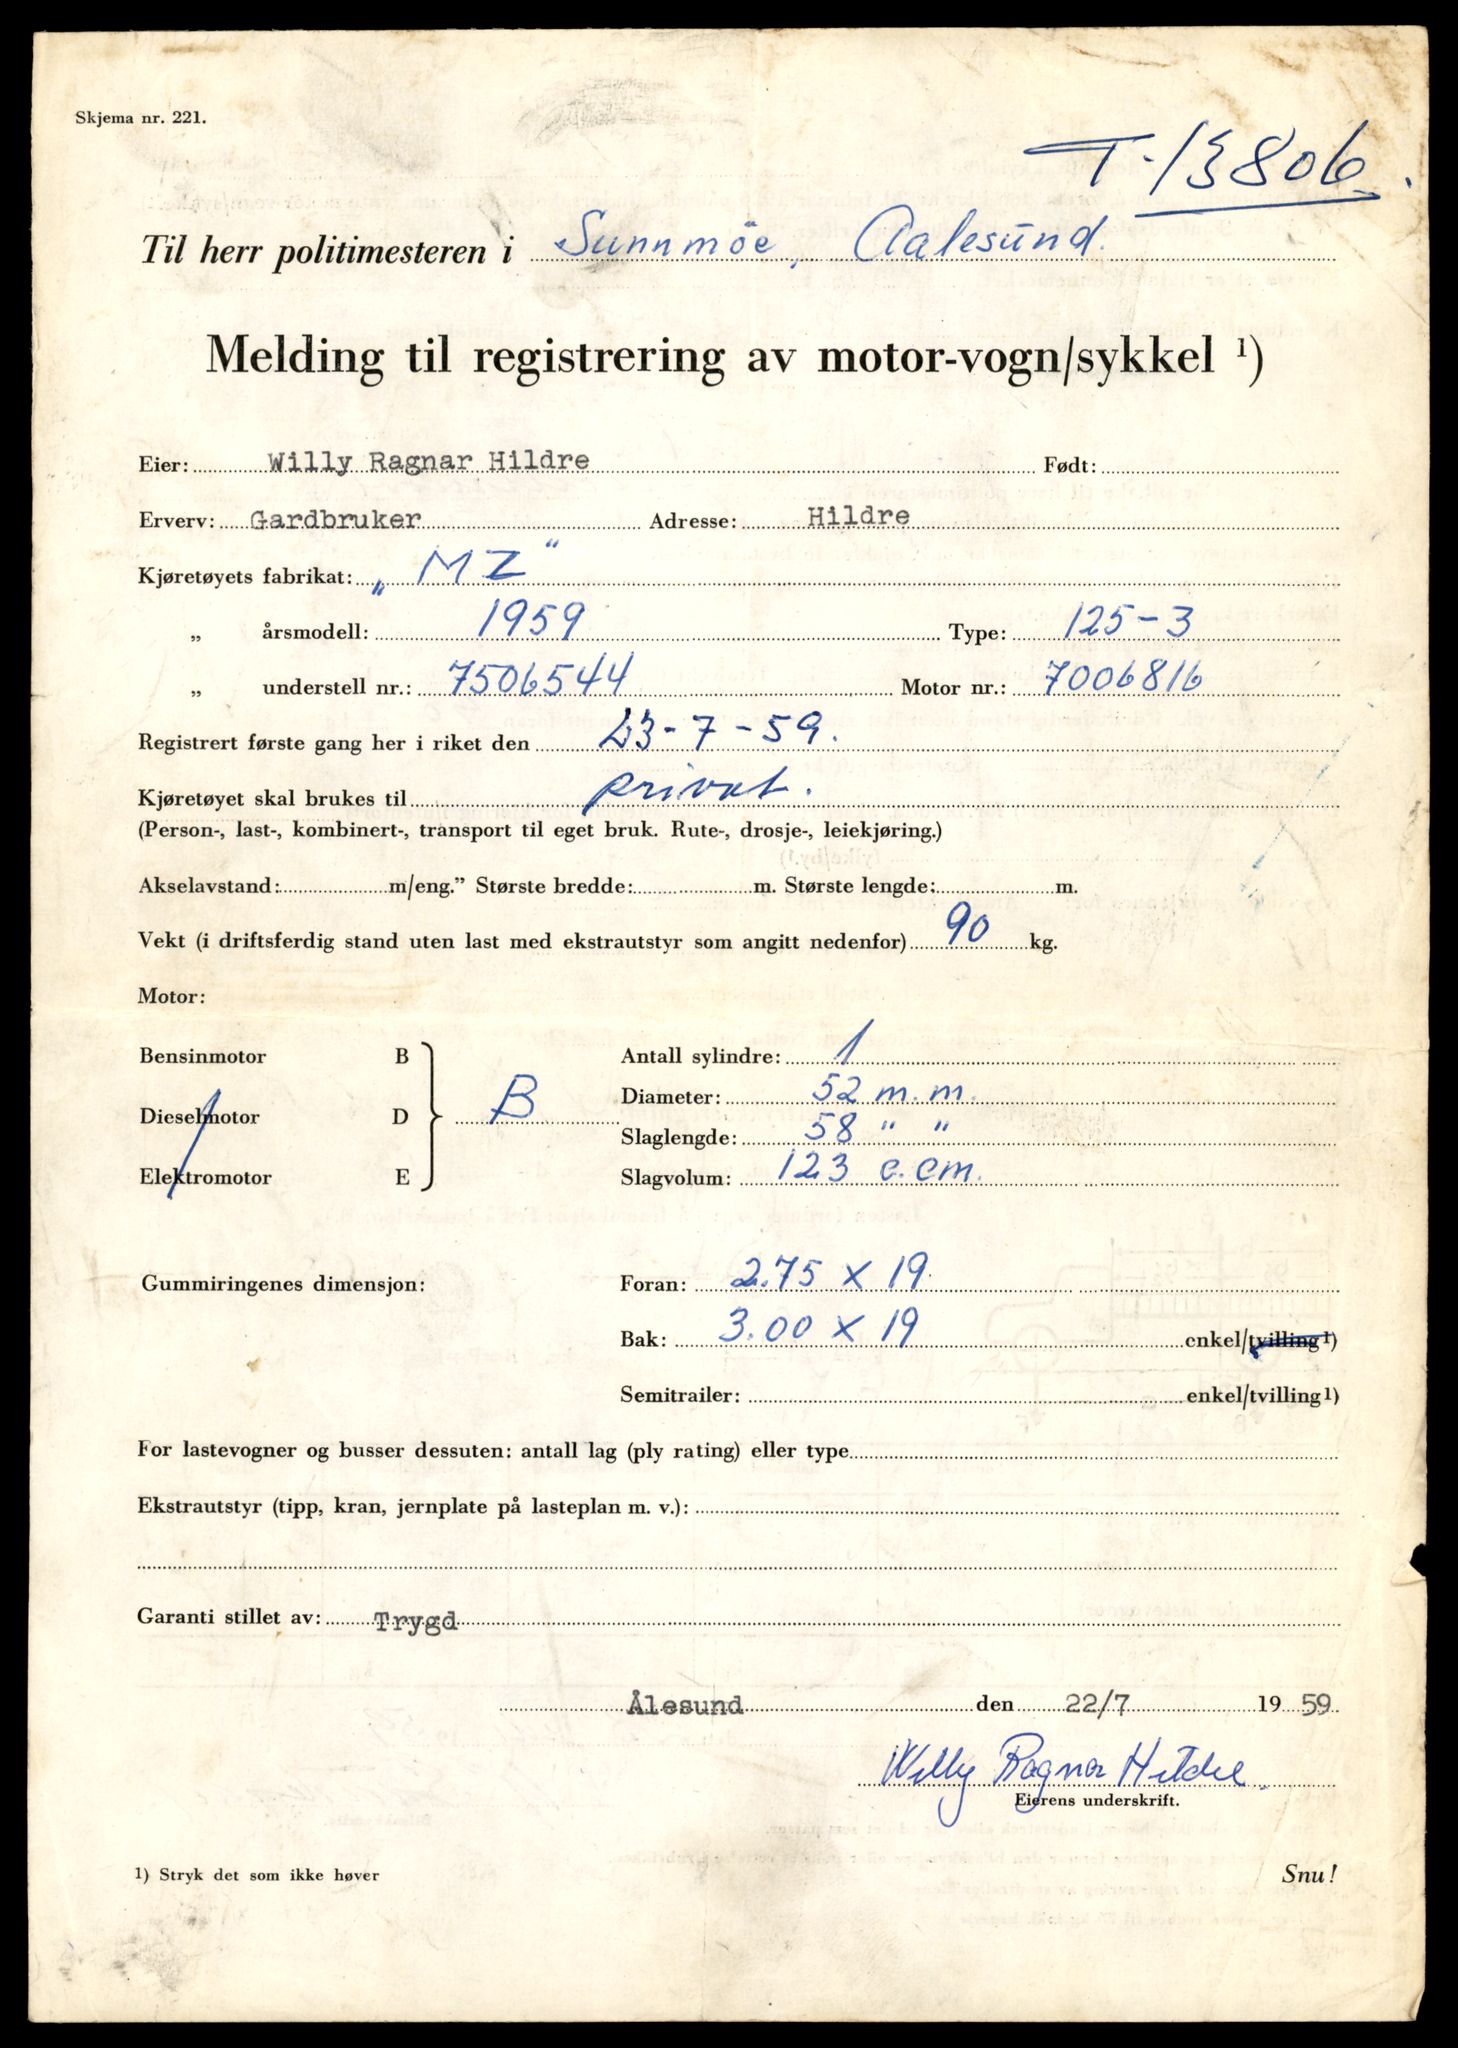 Skjema nr. 221.
T-13806.
Til herr politimesteren i Sunnmöe, Aalesund.
Melding til registrering av motor-vogn/sykkel ¹)
Eier: Willy Ragnar Hildre Født:
Erverv: Gardbruker Adresse: Hildre
Kjøretøyets fabrikat: „MZ"
„ årsmodell: 1959 Type: 125-3
„ understell nr.: 7506544 Motor nr.: 7006816
Registrert første gang her i riket den 23-7-59.
Kjøretøyet skal brukes til privat.
(Person-, last-, kombinert-, transport til eget bruk. Rute-, drosje-, leiekjøring.)
Akselavstand: m/eng.” Største bredde: m. Største lengde: m.
Vekt (i driftsferdig stand uten last med ekstrautstyr som angitt nedenfor) 90 kg.
Motor:
Bensinmotor B Antall sylindre: 1
Diameter: 52 m.m.
Dieselmotor D B
Slaglengde: 58 " "
Elektromotor E Slagvolum: 123 c.cm.
Gummiringenes dimensjon: Foran: 2.75 x 19.
Bak: 3.00 x 19 enkel/tvilling¹)
Semitrailer: enkel/tvilling¹)
For lastevogner og busser dessuten: antall lag (ply rating) eller type
Ekstrautstyr (tipp, kran, jernplate på lasteplan m. v.):
Garanti stillet av: Trygd
Ålesund den 22/7 19 59
Willy Ragnar Hildre.
Eierens underskrift.
¹) Stryk det som ikke høver
Snu!